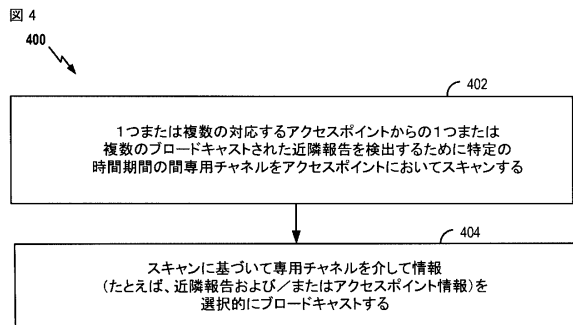 図 4
400
402
1つまたは複数の対応するアクセスポイントからの1つまたは
複数のブロードキャストされた近隣報告を検出するために特定の
時間期間の間専用チャネルをアクセスポイントにおいてスキャンする
404
スキャンに基づいて専用チャネルを介して情報
(たとえば、近隣報告および/またはアクセスポイント情報)を
選択的にブロードキャストする